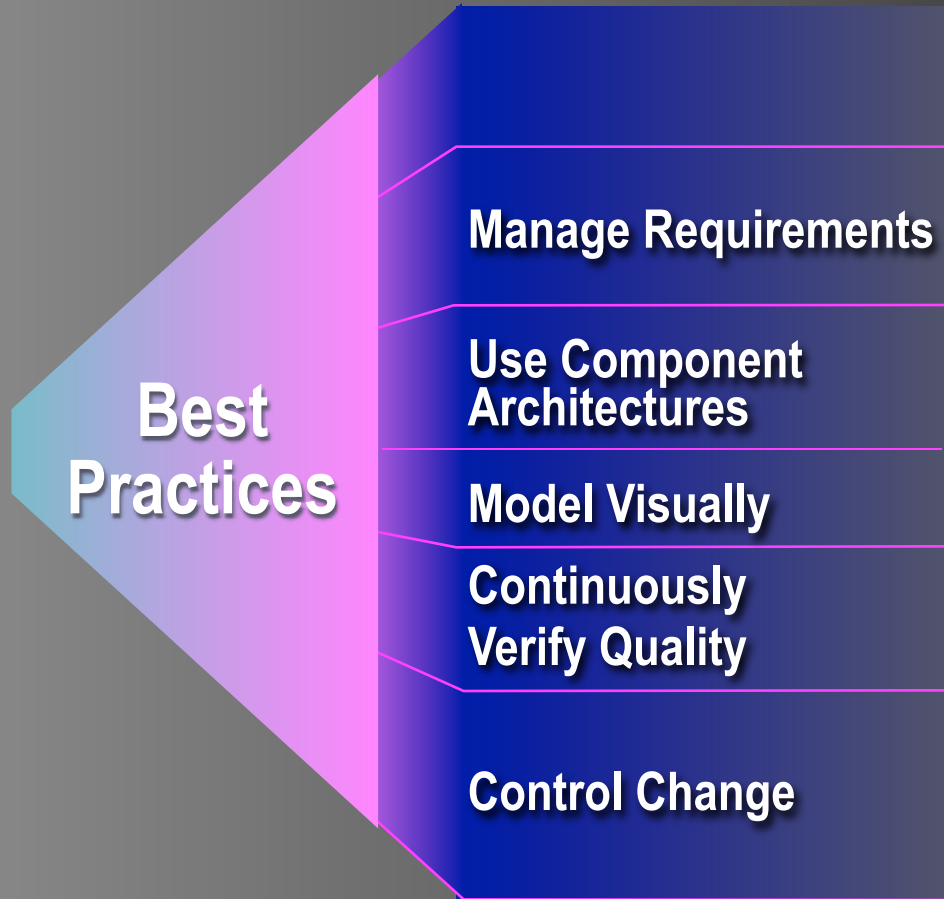 Best
Practices
Manage Requirements
Use Component
Architectures
Model Visually
Continuously
Verify Quality
Control Change